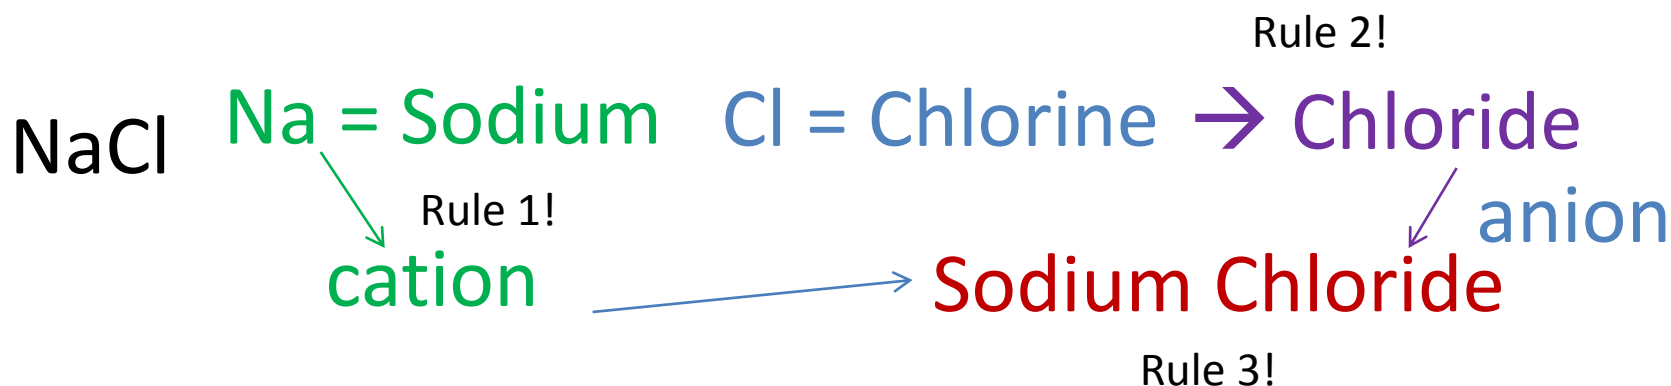 Rule 2!
NaCl Na = Sodium Cl = Chlorine → Chloride
Rule 1! anion
cation Sodium Chloride
Rule 3!